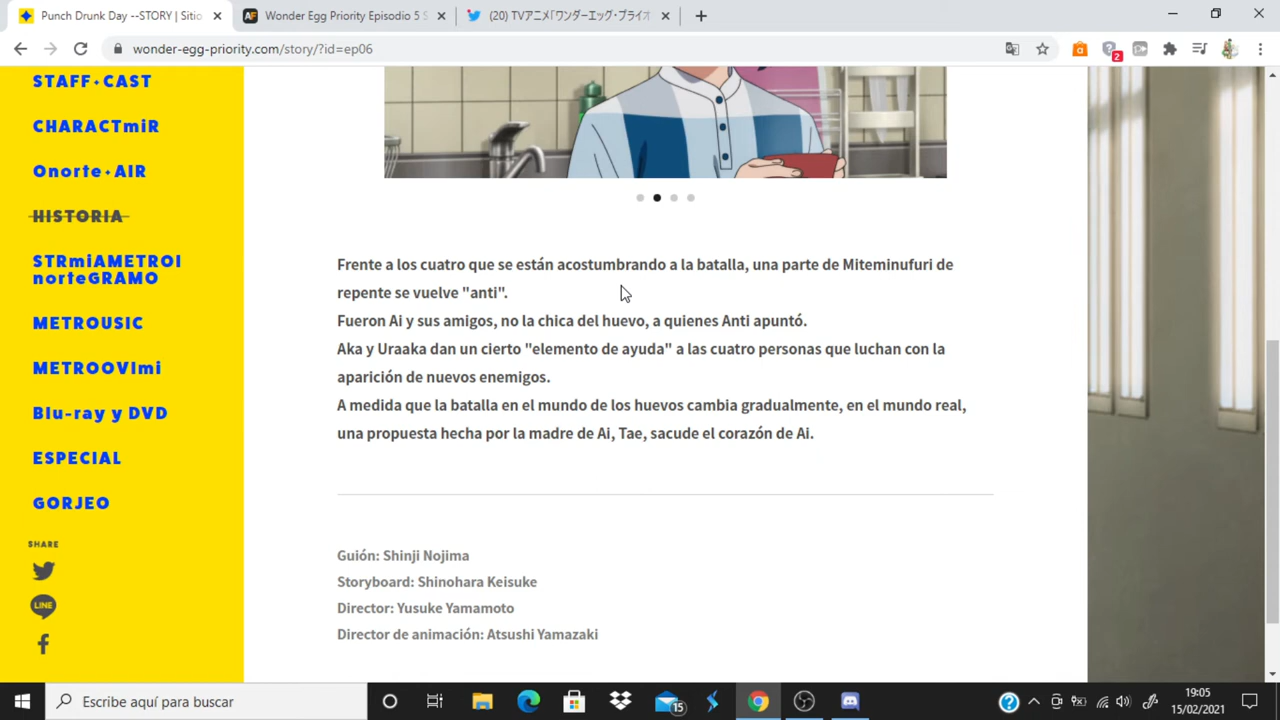 Punch Drunk Day --STORY | Sitio
Wonder Egg Priority Episodio 5 S
(20) TVアニメ「ワンダーエッグ・プライオ
wonder-egg-priority.com/story/?id=ep06
2
STAFF+CAST
CHARACTmiR
Onorte+AIR
HISTORIA
STRmiAMETROI
norteGRAMO
METROUSIC
METROOVImi
Blu-ray y DVD
ESPECIAL
GORJEO
SHARE
LINE
Frente a los cuatro que se están acostumbrando a la batalla, una parte de Miteminufuri de
repente se vuelve "anti".
Fueron Ai y sus amigos, no la chica del huevo, a quienes Anti apuntó.
Aka y Uraaka dan un cierto "elemento de ayuda" a las cuatro personas que luchan con la
aparición de nuevos enemigos.
A medida que la batalla en el mundo de los huevos cambia gradualmente, en el mundo real,
una propuesta hecha por la madre de Ai, Tae, sacude el corazón de Ai.
Guión: Shinji Nojima
Storyboard: Shinohara Keisuke
Director: Yusuke Yamamoto
Director de animación: Atsushi Yamazaki
Escribe aquí para buscar
15
19:05
15/02/2021